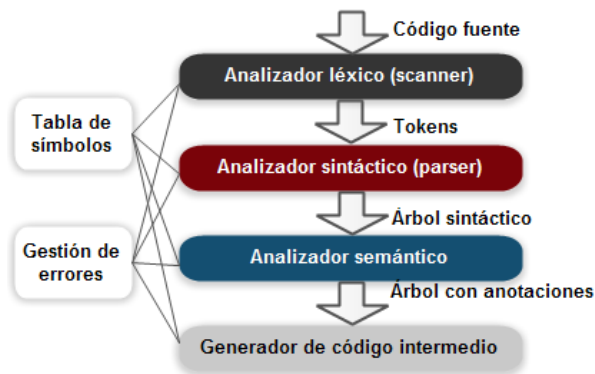 Código fuente
Analizador léxico (scanner)
Tabla de
símbolos
Tokens
Analizador sintáctico (parser)
Árbol sintáctico
Gestión de
errores
Analizador semántico
Árbol con anotaciones
Generador de código intermedio